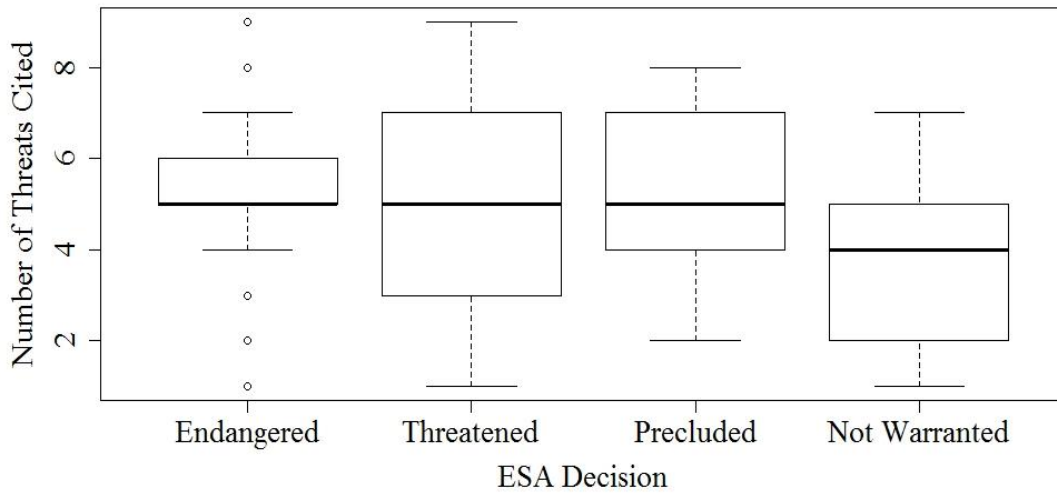 Number of Threats Cited
8
6
4
2
Endangered
Threatened
Precluded
Not Warranted
ESA Decision